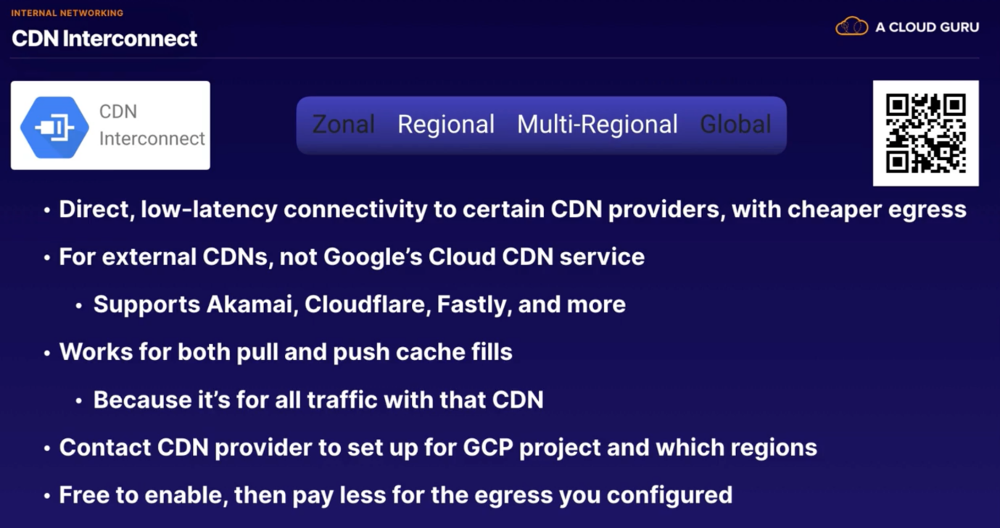 INTERNAL NETWORKING
CDN Interconnect
A CLOUD GURU
CDN
Interconnect
Zonal Regional Multi-Regional Global
• Direct, low-latency connectivity to certain CDN providers, with cheaper egress
• For external CDNs, not Google's Cloud CDN service
• Supports Akamai, Cloudflare, Fastly, and more
• Works for both pull and push cache fills
• Because it's for all traffic with that CDN
• Contact CDN provider to set up for GCP project and which regions
• Free to enable, then pay less for the egress you configured